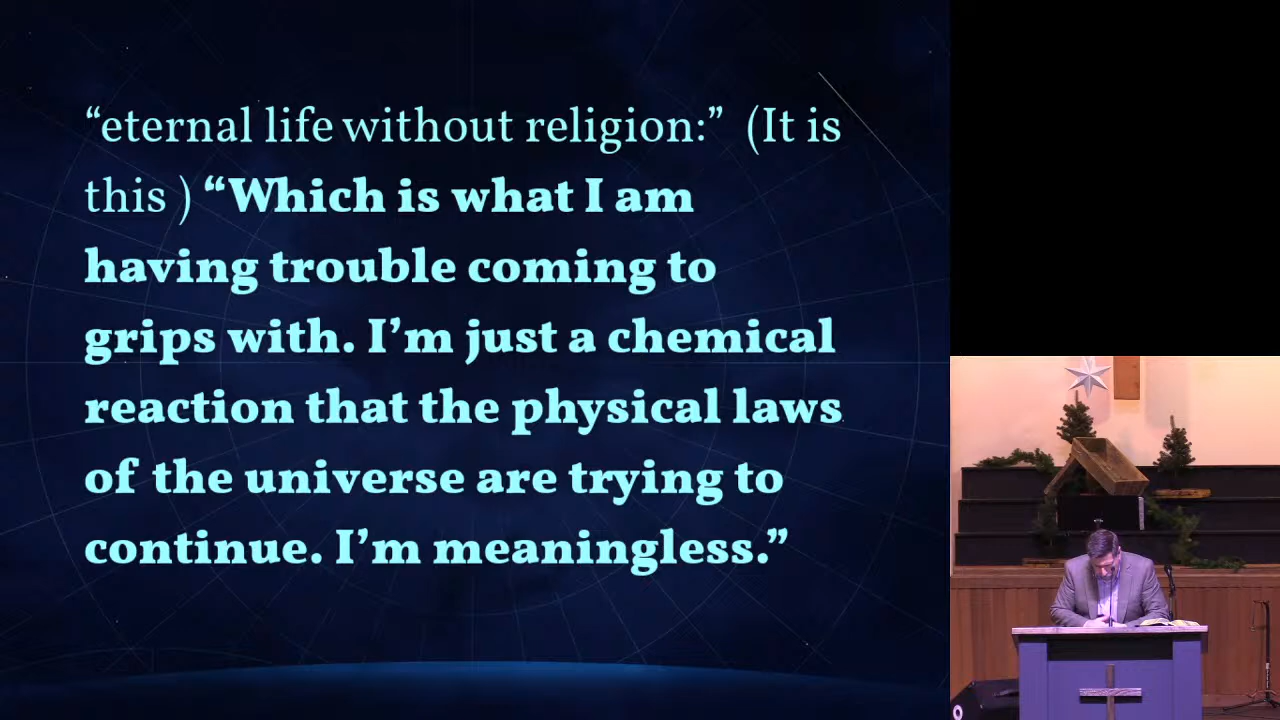 “eternal life without religion:” (It is
this ) “Which is what I am
having trouble coming to
grips with. I’m just a chemical
reaction that the physical laws
of the universe are trying to
continue. I’m meaningless.”